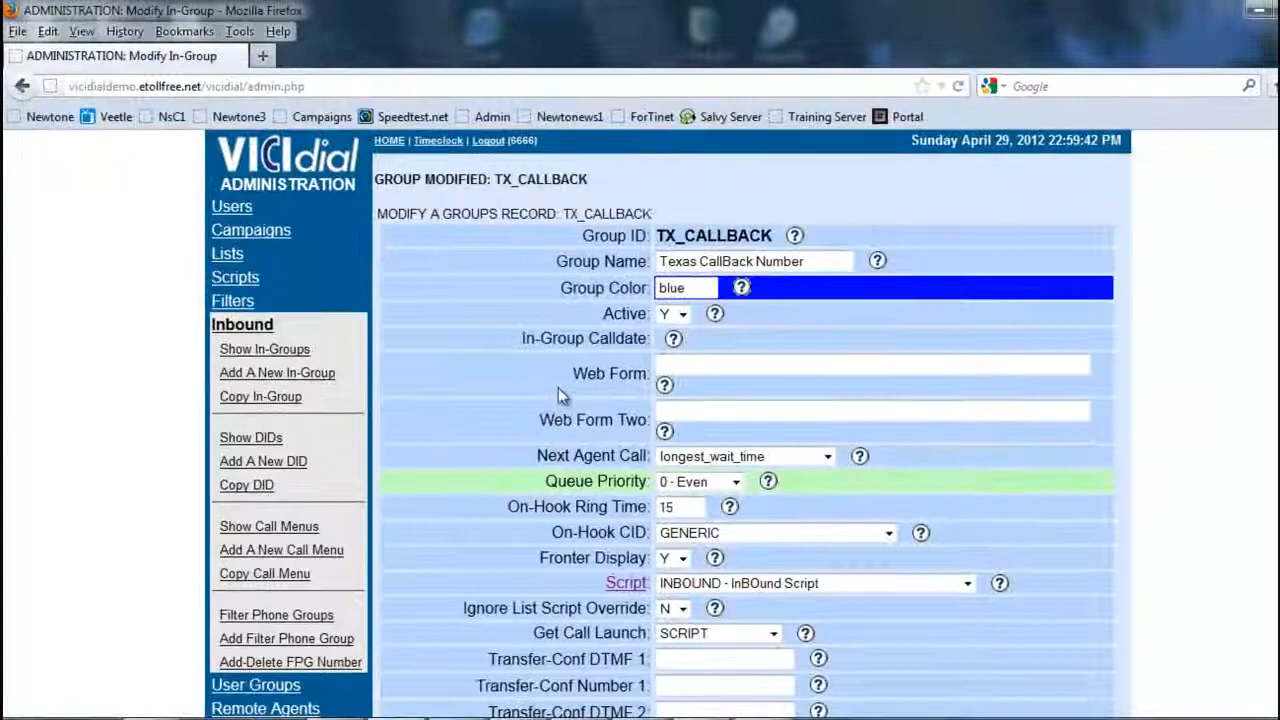 ADMINISTRATION: Modify In-Group - Mozilla Firefox
File Edit View History Bookmarks Tools Help
ADMINISTRATION: Modify In-Group +
vicidialdemo.etollfree.net/vicidial/admin.php
Google
Newtone Veetle NsC1 Newtone3 Campaigns Speedtest.net Admin Newtonews1 ForTinet Salvy Server Training Server Portal
VICIdial
ADMINISTRATION
HOME | Timeclock | Logout (6666)
Sunday April 29, 2012 22:59:42 PM
Users
Campaigns
Lists
Scripts
Filters
Inbound
Show In-Groups
Add A New In-Group
Copy In-Group
Show DIDs
Add A New DID
Copy DID
Show Call Menus
Add A New Call Menu
Copy Call Menu
Filter Phone Groups
Add Filter Phone Group
Add-Delete FPG Number
User Groups
Remote Agents
GROUP MODIFIED: TX_CALLBACK
MODIFY A GROUPS RECORD: TX_CALLBACK
Group ID: TX_CALLBACK ?
Group Name: Texas CallBack Number ?
Group Color: blue ?
Active: Y ?
In-Group Calldate: ?
Web Form:
?
Web Form Two:
?
Next Agent Call: longest_wait_time ?
Queue Priority: 0 - Even ?
On-Hook Ring Time: 15 ?
On-Hook CID: GENERIC ?
Fronter Display: Y ?
Script: INBOUND - InBOund Script ?
Ignore List Script Override: N ?
Get Call Launch: SCRIPT ?
Transfer-Conf DTMF 1: ?
Transfer-Conf Number 1: ?
Transfer-Conf DTMF 2: ?